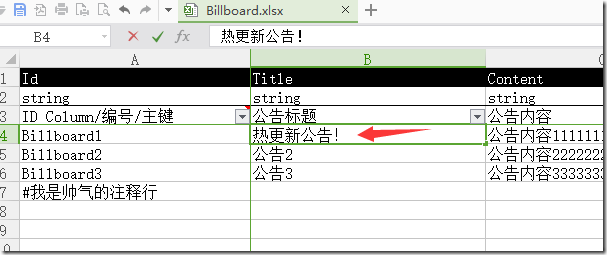 Billboard.xlsx ×
B4 fx 热更新公告!
A B C
1 Id Title Content
2 string string string
3 ID Column/编号/主键 公告标题 公告内容
4 Billboard1 热更新公告! 公告内容1111111
5 Billboard2 公告2 公告内容2222222
6 Billboard3 公告3 公告内容3333333
7 #我是帅气的注释行
8
9